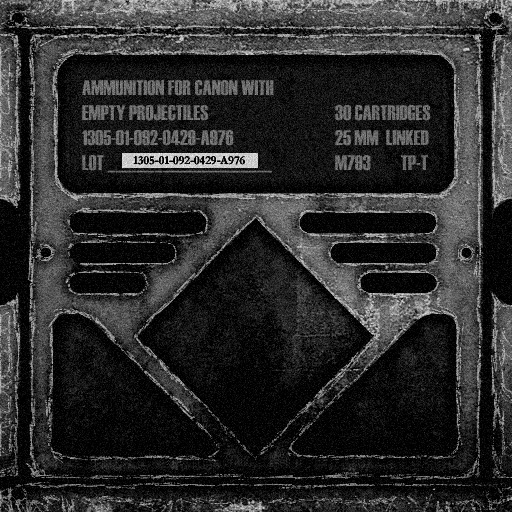 AMMUNITION FOR CANON WITH
EMPTY PROJECTILES
30 CARTRIDGES
1305-01-092-0429-A976
25 MM LINKED
LOT 1305-01-092-0429-A976
M793 TP-T